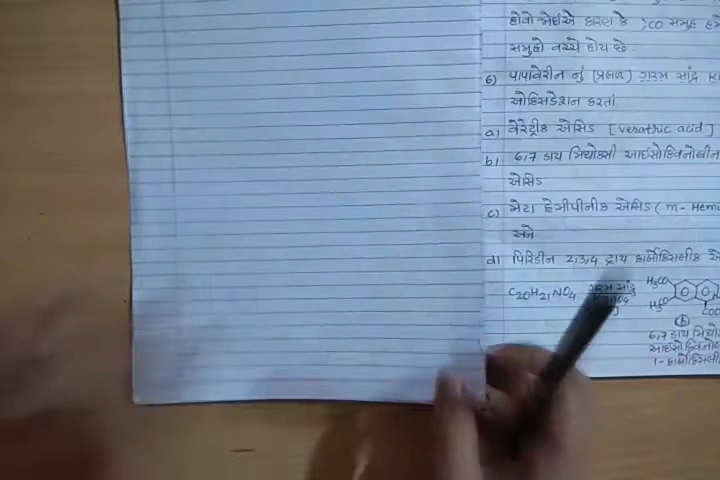 હોવો જોઈએ કારણ કે >CO સમુહ
સમુહો વચ્ચે હોય છે.
6) પાપાવેરીન નું [પ્રબળ] ગરમ સાંદ્ર
ઓક્સિડેશન કરતાં
a) વેરેટ્રીક એસિડ [veratric acid]
b) 6,7 ડાય મિથોક્સી આઈસોક્વિનોલીન
એસિડ
c) મેટા હેમીપીનીક એસિડ (m- Hemi
અને
d) પિરિડીન 2,3,4 ટ્રાય કાર્બોક્સિલીક એ
C20H21NO4 ગરમ સાંદ્ર
H3CO
H3CO
COO
(b)
6,7 ડાય મિથો
આઈસોક્વિનોલી
1- કાર્બોક્સિલી